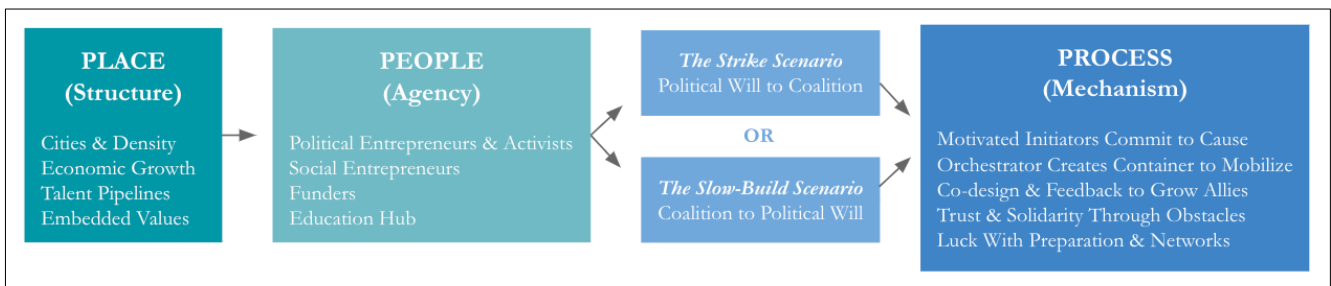 PLACE
(Structure)
Cities & Density
Economic Growth
Talent Pipelines
Embedded Values
PEOPLE
(Agency)
Political Entrepreneurs & Activists
Social Entrepreneurs
Funders
Education Hub
The Strike Scenario
Political Will to Coalition
OR
The Slow-Build Scenario
Coalition to Political Will
PROCESS
(Mechanism)
Motivated Initiators Commit to Cause
Orchestrator Creates Container to Mobilize
Co-design & Feedback to Grow Allies
Trust & Solidarity Through Obstacles
Luck With Preparation & Networks